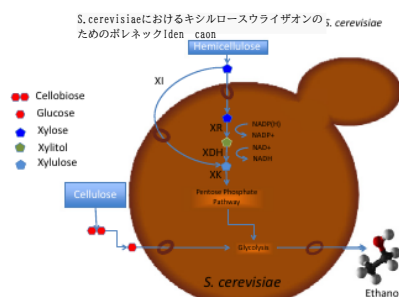 S.cerevisiaeにおけるキシルロースウライザオンの
ためのボレネックIden caon
S. cerevisiae
Hemicellulose
XI
Cellobiose
Glucose
Xylose
Xylitol
Xylulose
XR
NADP(H)
NADP+
XDH
NAD+
NADH
XK
Pentose Phosphate
Pathway
Cellulose
Glycolysis
S. cerevisiae
Ethano